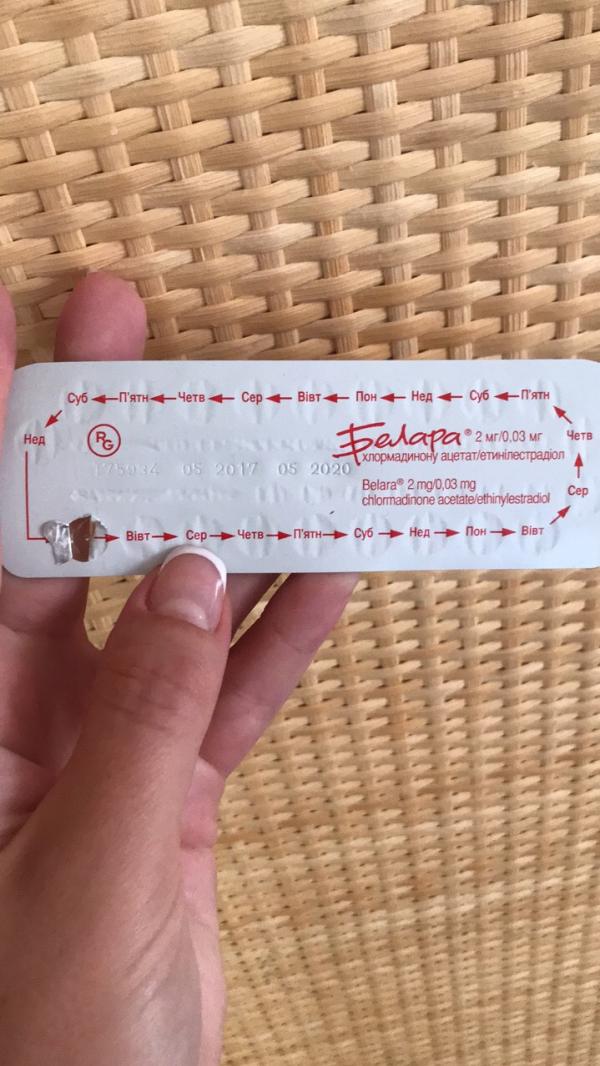 Суб П'ятн Четв Сер Вівт Пон Нед Суб П'ятн
Нед
RG
Белара® 2 мг/0,03 мг
Четв
хлормадинону ацетат/етинілестрадіол
05 2017 05 2020
Belara® 2 mg/0,03 mg
Сер
chlormadinone acetate/ethinylestradiol
Вівт Сер Четв П'ятн Суб Нед Пон Вівт